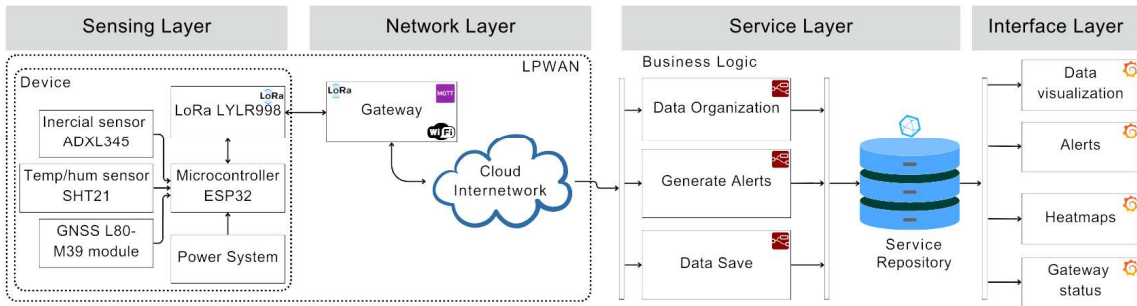 Sensing Layer
Network Layer
Service Layer
Interface Layer
LPWAN
Device
LoRa
LoRa LYLR998
Inercial sensor
ADXL345
Temp/hum sensor
SHT21
GNSS L80-
M39 module
Microcontroller
ESP32
Power System
LoRa
MQTT
Gateway
WiFi
Cloud
Internetwork
Business Logic
Data Organization
Generate Alerts
Data Save
Service
Repository
Data
visualization
Alerts
Heatmaps
Gateway
status